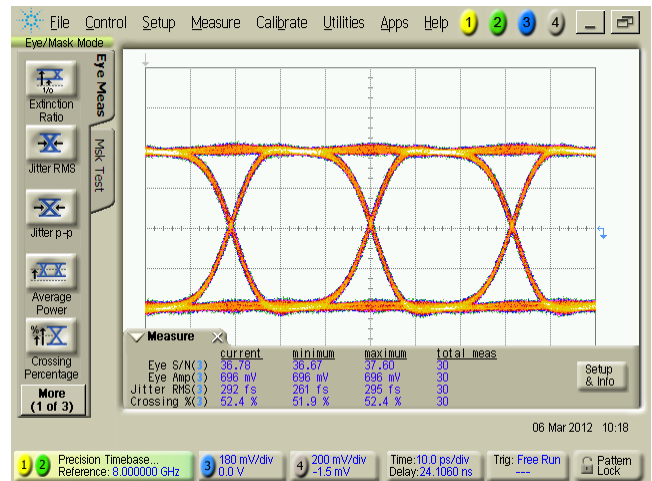 File Control Setup Measure Calibrate Utilities Apps Help 1 2 3 4
Eye/Mask Mode
Eye Meas
Msk Test
1/0
Extinction
Ratio
Jitter RMS
Jitter p-p
Average
Power
%
Crossing
Percentage
More
(1 of 3)
Measure
current minimum maximum total meas
Eye S/N(3) 36.78 36.67 37.60 30
Eye Amp(3) 696 mV 696 mV 696 mV 30
Jitter RMS(3) 292 fs 261 fs 295 fs 30
Crossing %(3) 52.4 % 51.9 % 52.4 % 30
Setup
& Info
06 Mar 2012 10:18
1 2 Precision Timebase...
Reference: 8.000000 GHz
3 180 mV/div
0.0 V
4 200 mV/div
-1.5 mV
Time:10.0 ps/div
Delay:24.1060 ns
Trig: Free Run
---
Pattern
Lock